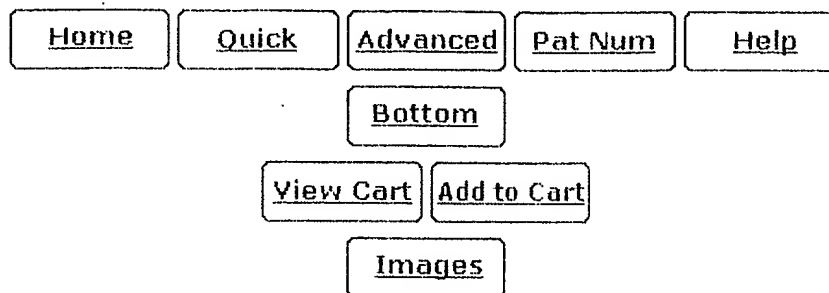 Home Quick Advanced Pat Num Help
Bottom
View Cart Add to Cart
Images